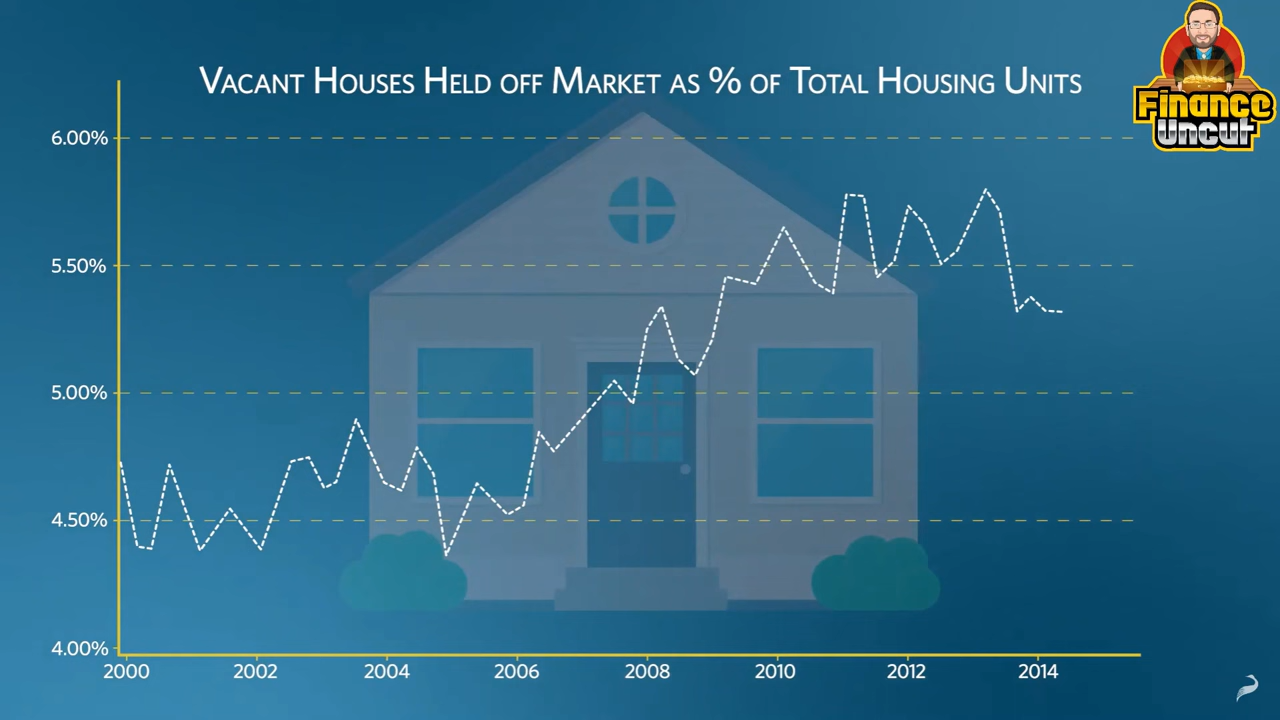 Vacant Houses Held off Market as % of Total Housing Units
Finance
Uncut
6.00%
5.50%
5.00%
4.50%
4.00%
2000 2002 2004 2006 2008 2010 2012 2014